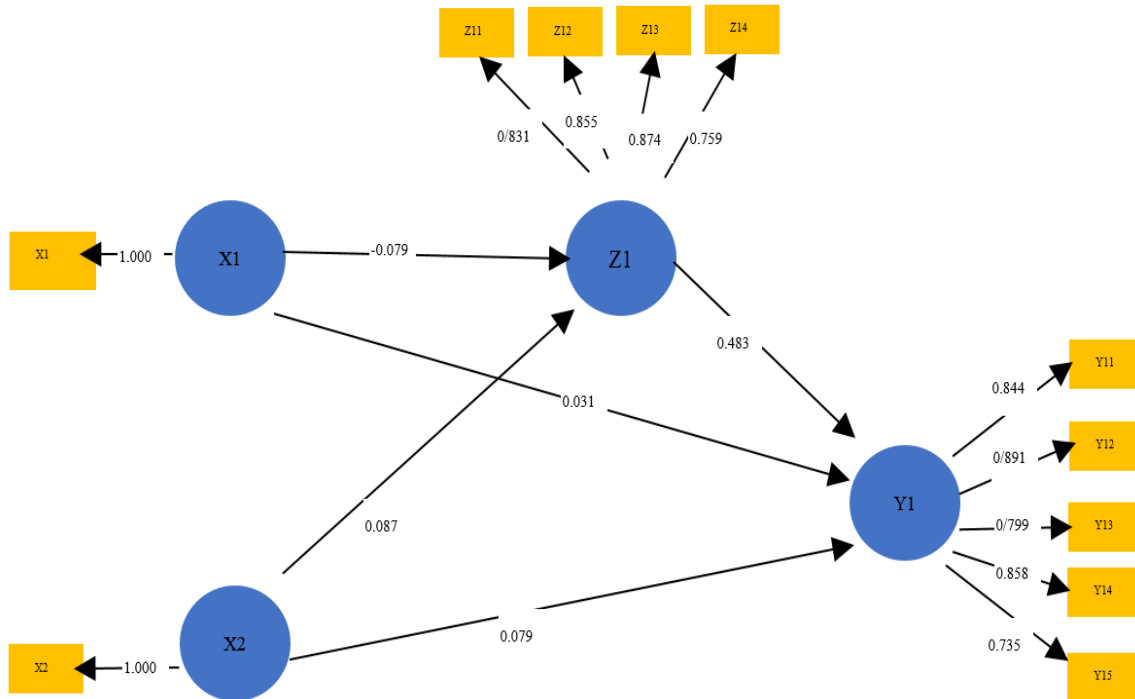 Z11
Z12
Z13
Z14
0/831
0.855
0.874
0.759
X1
1.000
X1
-0.079
Z1
0.483
0.031
Y11
0.844
Y12
0/891
Y1
0/799
Y13
0.858
Y14
0.735
Y15
0.087
0.079
X2
1.000
X2